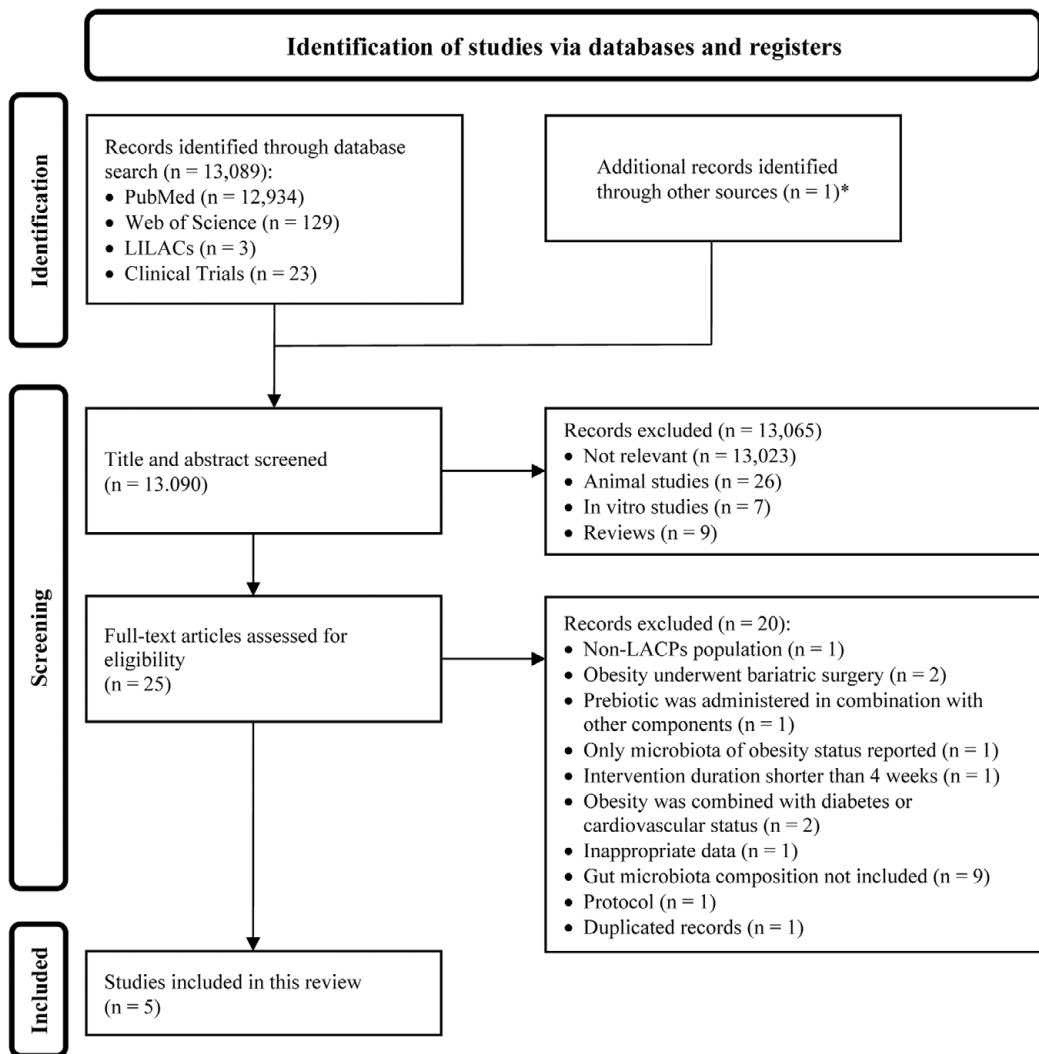 Identification of studies via databases and registers
Identification
Records identified through database
search (n = 13,089):
• PubMed (n = 12,934)
• Web of Science (n = 129)
• LILACs (n = 3)
• Clinical Trials (n = 23)
Additional records identified
through other sources (n = 1)*
Screening
Title and abstract screened
(n = 13.090)
Records excluded (n = 13,065)
• Not relevant (n = 13,023)
• Animal studies (n = 26)
• In vitro studies (n = 7)
• Reviews (n = 9)
Full-text articles assessed for
eligibility
(n = 25)
Records excluded (n = 20):
• Non-LACPs population (n = 1)
• Obesity underwent bariatric surgery (n = 2)
• Prebiotic was administered in combination with
other components (n = 1)
• Only microbiota of obesity status reported (n = 1)
• Intervention duration shorter than 4 weeks (n = 1)
• Obesity was combined with diabetes or
cardiovascular status (n = 2)
• Inappropriate data (n = 1)
• Gut microbiota composition not included (n = 9)
• Protocol (n = 1)
• Duplicated records (n = 1)
Included
Studies included in this review
(n = 5)